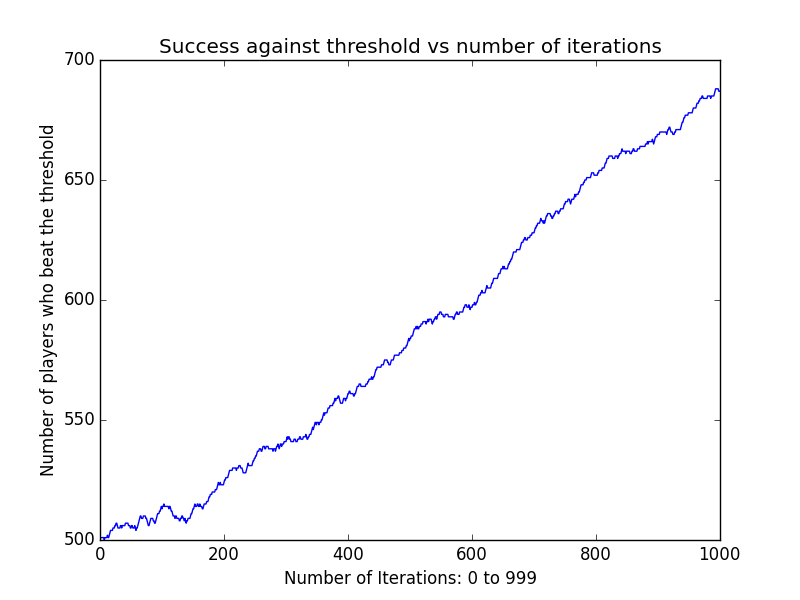 Success against threshold vs number of iterations
700
650
600
550
500
Number of players who beat the threshold
0 200 400 600 800 1000
Number of Iterations: 0 to 999